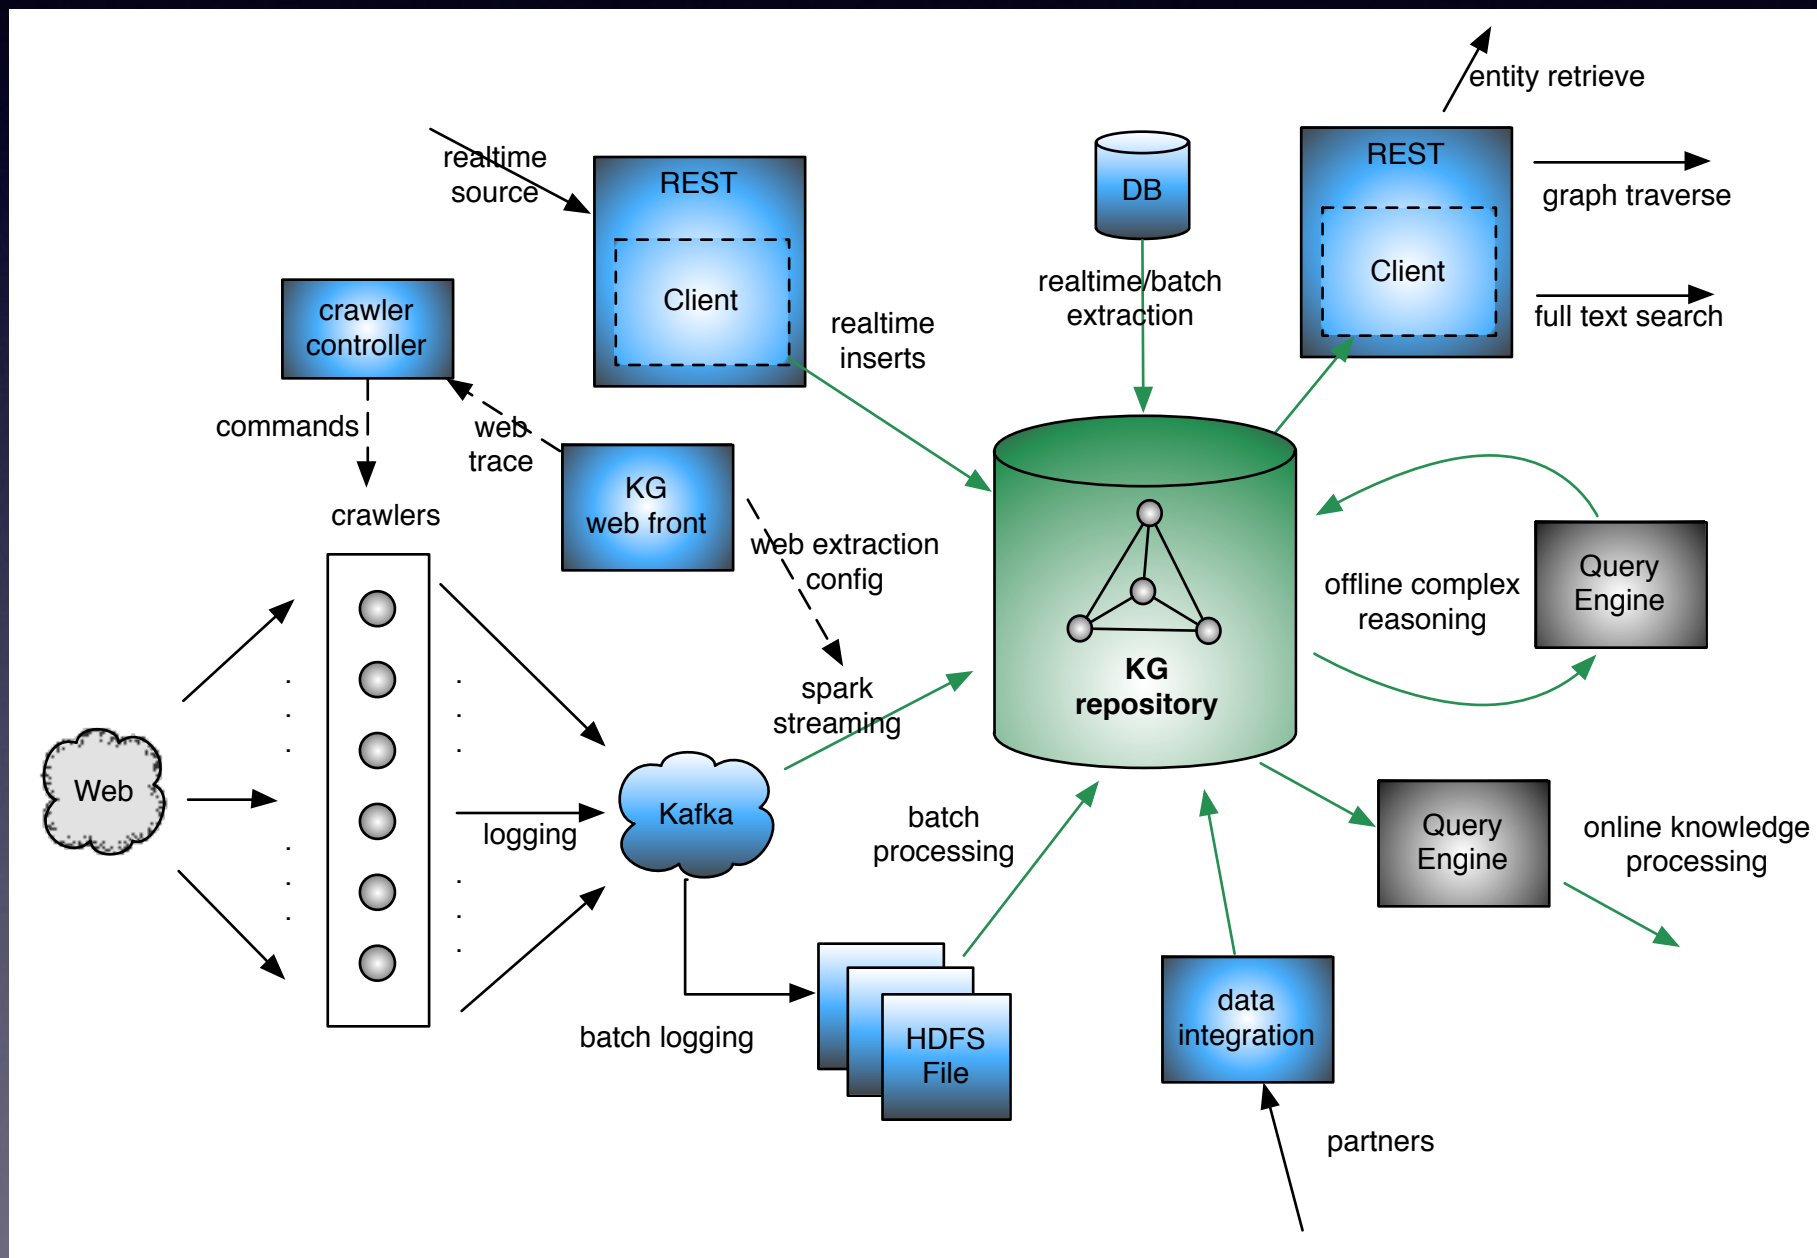 entity retrieve
realtime
source
REST
Client
DB
REST
Client
graph traverse
full text search
realtime/batch
extraction
crawler
controller
realtime
inserts
commands
web
trace
KG
web front
crawlers
web extraction
config
offline complex
reasoning
Query
Engine
KG
repository
spark
streaming
Web
logging
Kafka
batch
processing
Query
Engine
online knowledge
processing
data
integration
batch logging
HDFS
File
partners